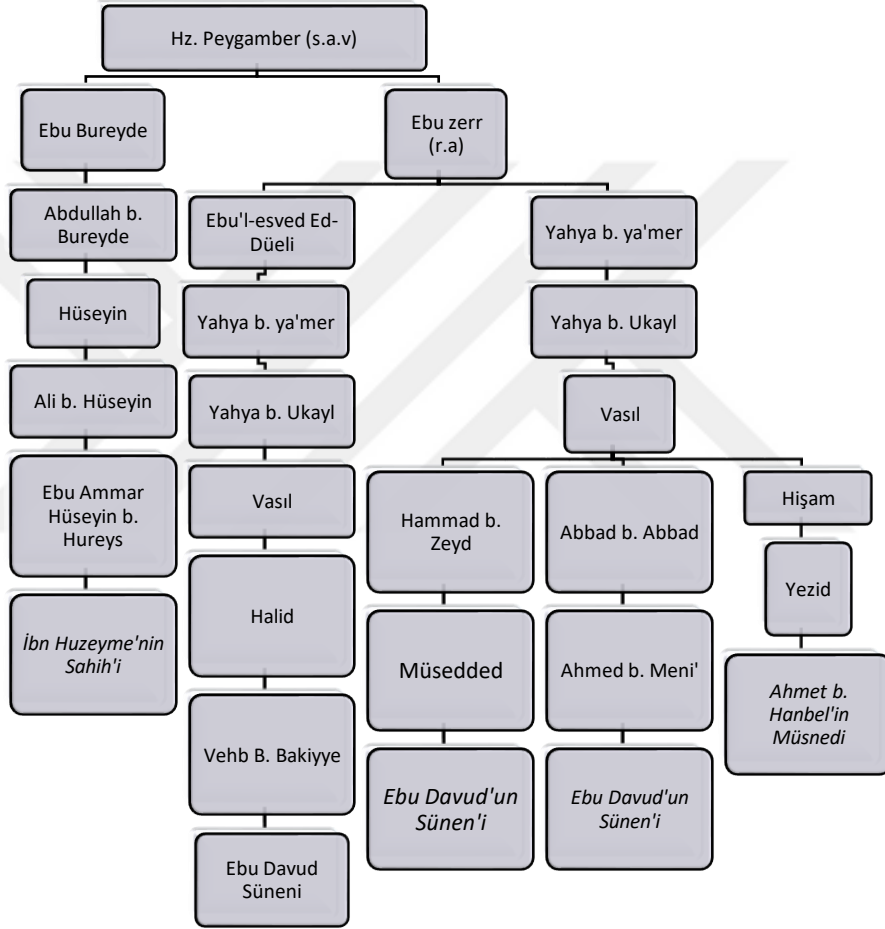 Hz. Peygamber (s.a.v)
Ebu Bureyde
Abdullah b.
Bureyde
Hüseyin
Ali b. Hüseyin
Ebu Ammar
Hüseyin b.
Hureys
İbn Huzeyme'nin
Sahih'i
Ebu zerr
(r.a)
Ebu'l-esved Ed-
Düeli
Yahya b. ya'mer
Yahya b. Ukayl
Vasıl
Halid
Vehb B. Bakiyye
Ebu Davud
Süneni
Yahya b. ya'mer
Yahya b. Ukayl
Vasıl
Hammad b.
Zeyd
Müsedded
Ebu Davud'un
Sünen'i
Abbad b. Abbad
Ahmed b. Meni'
Ebu Davud'un
Sünen'i
Hişam
Yezid
Ahmet b.
Hanbel'in
Müsnedi